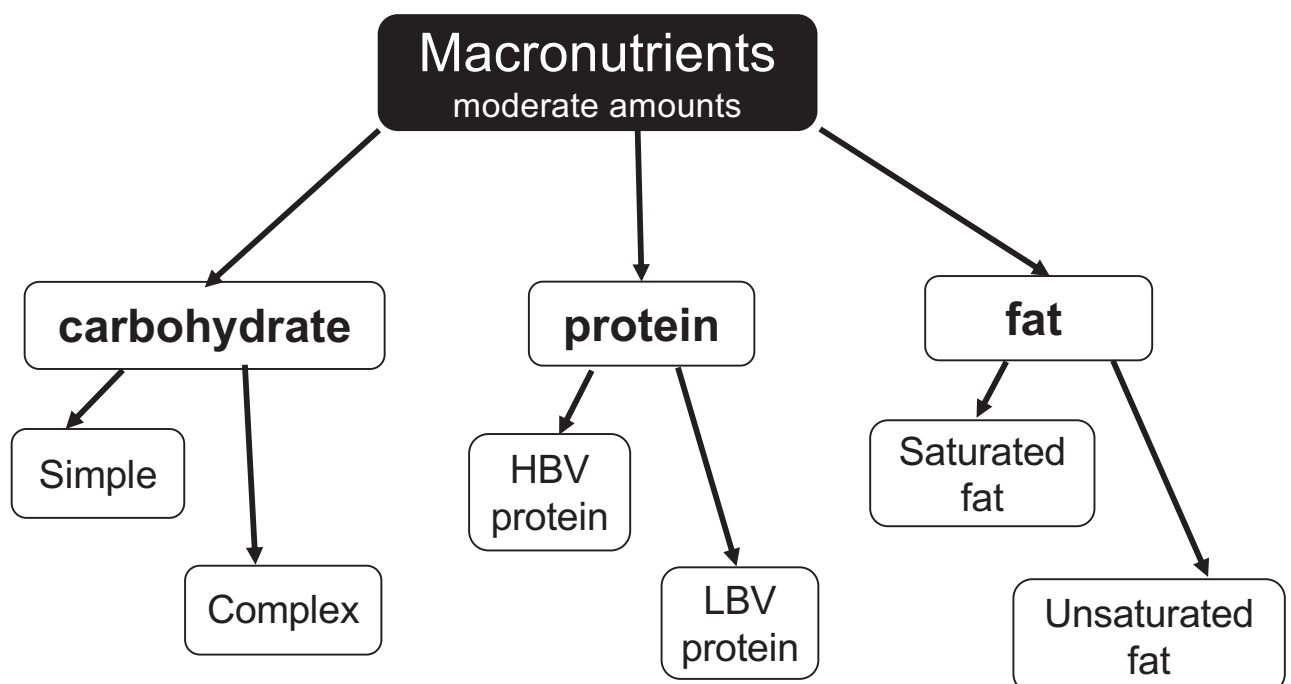 Macronutrients
moderate amounts
carbohydrate
protein
fat
Simple
Complex
HBV
protein
LBV
protein
Saturated
fat
Unsaturated
fat